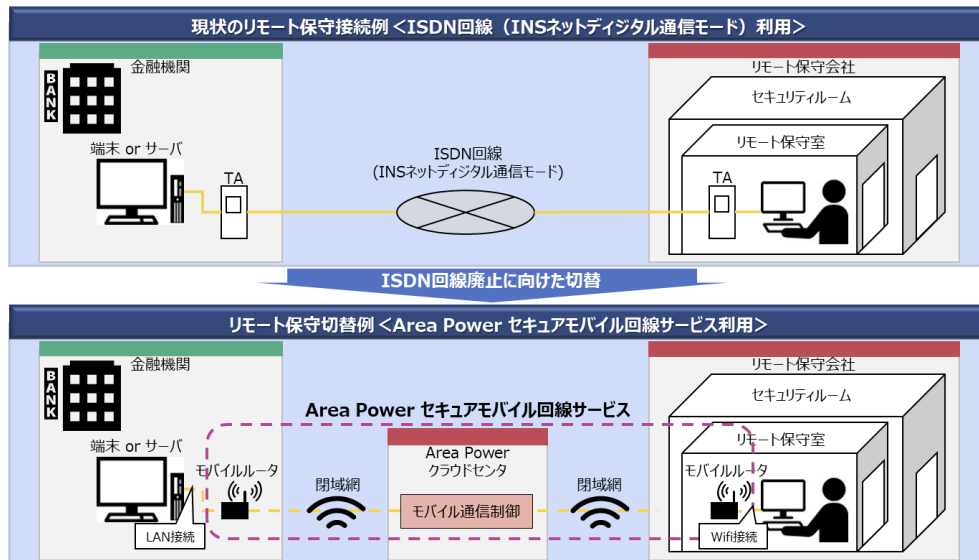 現状のリモート保守接続例<ISDN回線（INSネットディジタル通信モード）利用>
金融機関
BANK
端末 or サーバ
TA
ISDN回線
(INSネットディジタル通信モード)
リモート保守会社
セキュリティルーム
リモート保守室
TA
ISDN回線廃止に向けた切替
リモート保守切替例<Area Power セキュアモバイル回線サービス利用>
金融機関
BANK
端末 or サーバ
モバイルルータ
LAN接続
Area Power セキュアモバイル回線サービス
閉域網
Area Power
クラウドセンタ
モバイル通信制御
閉域網
リモート保守会社
セキュリティルーム
リモート保守室
モバイルルータ
Wifi接続